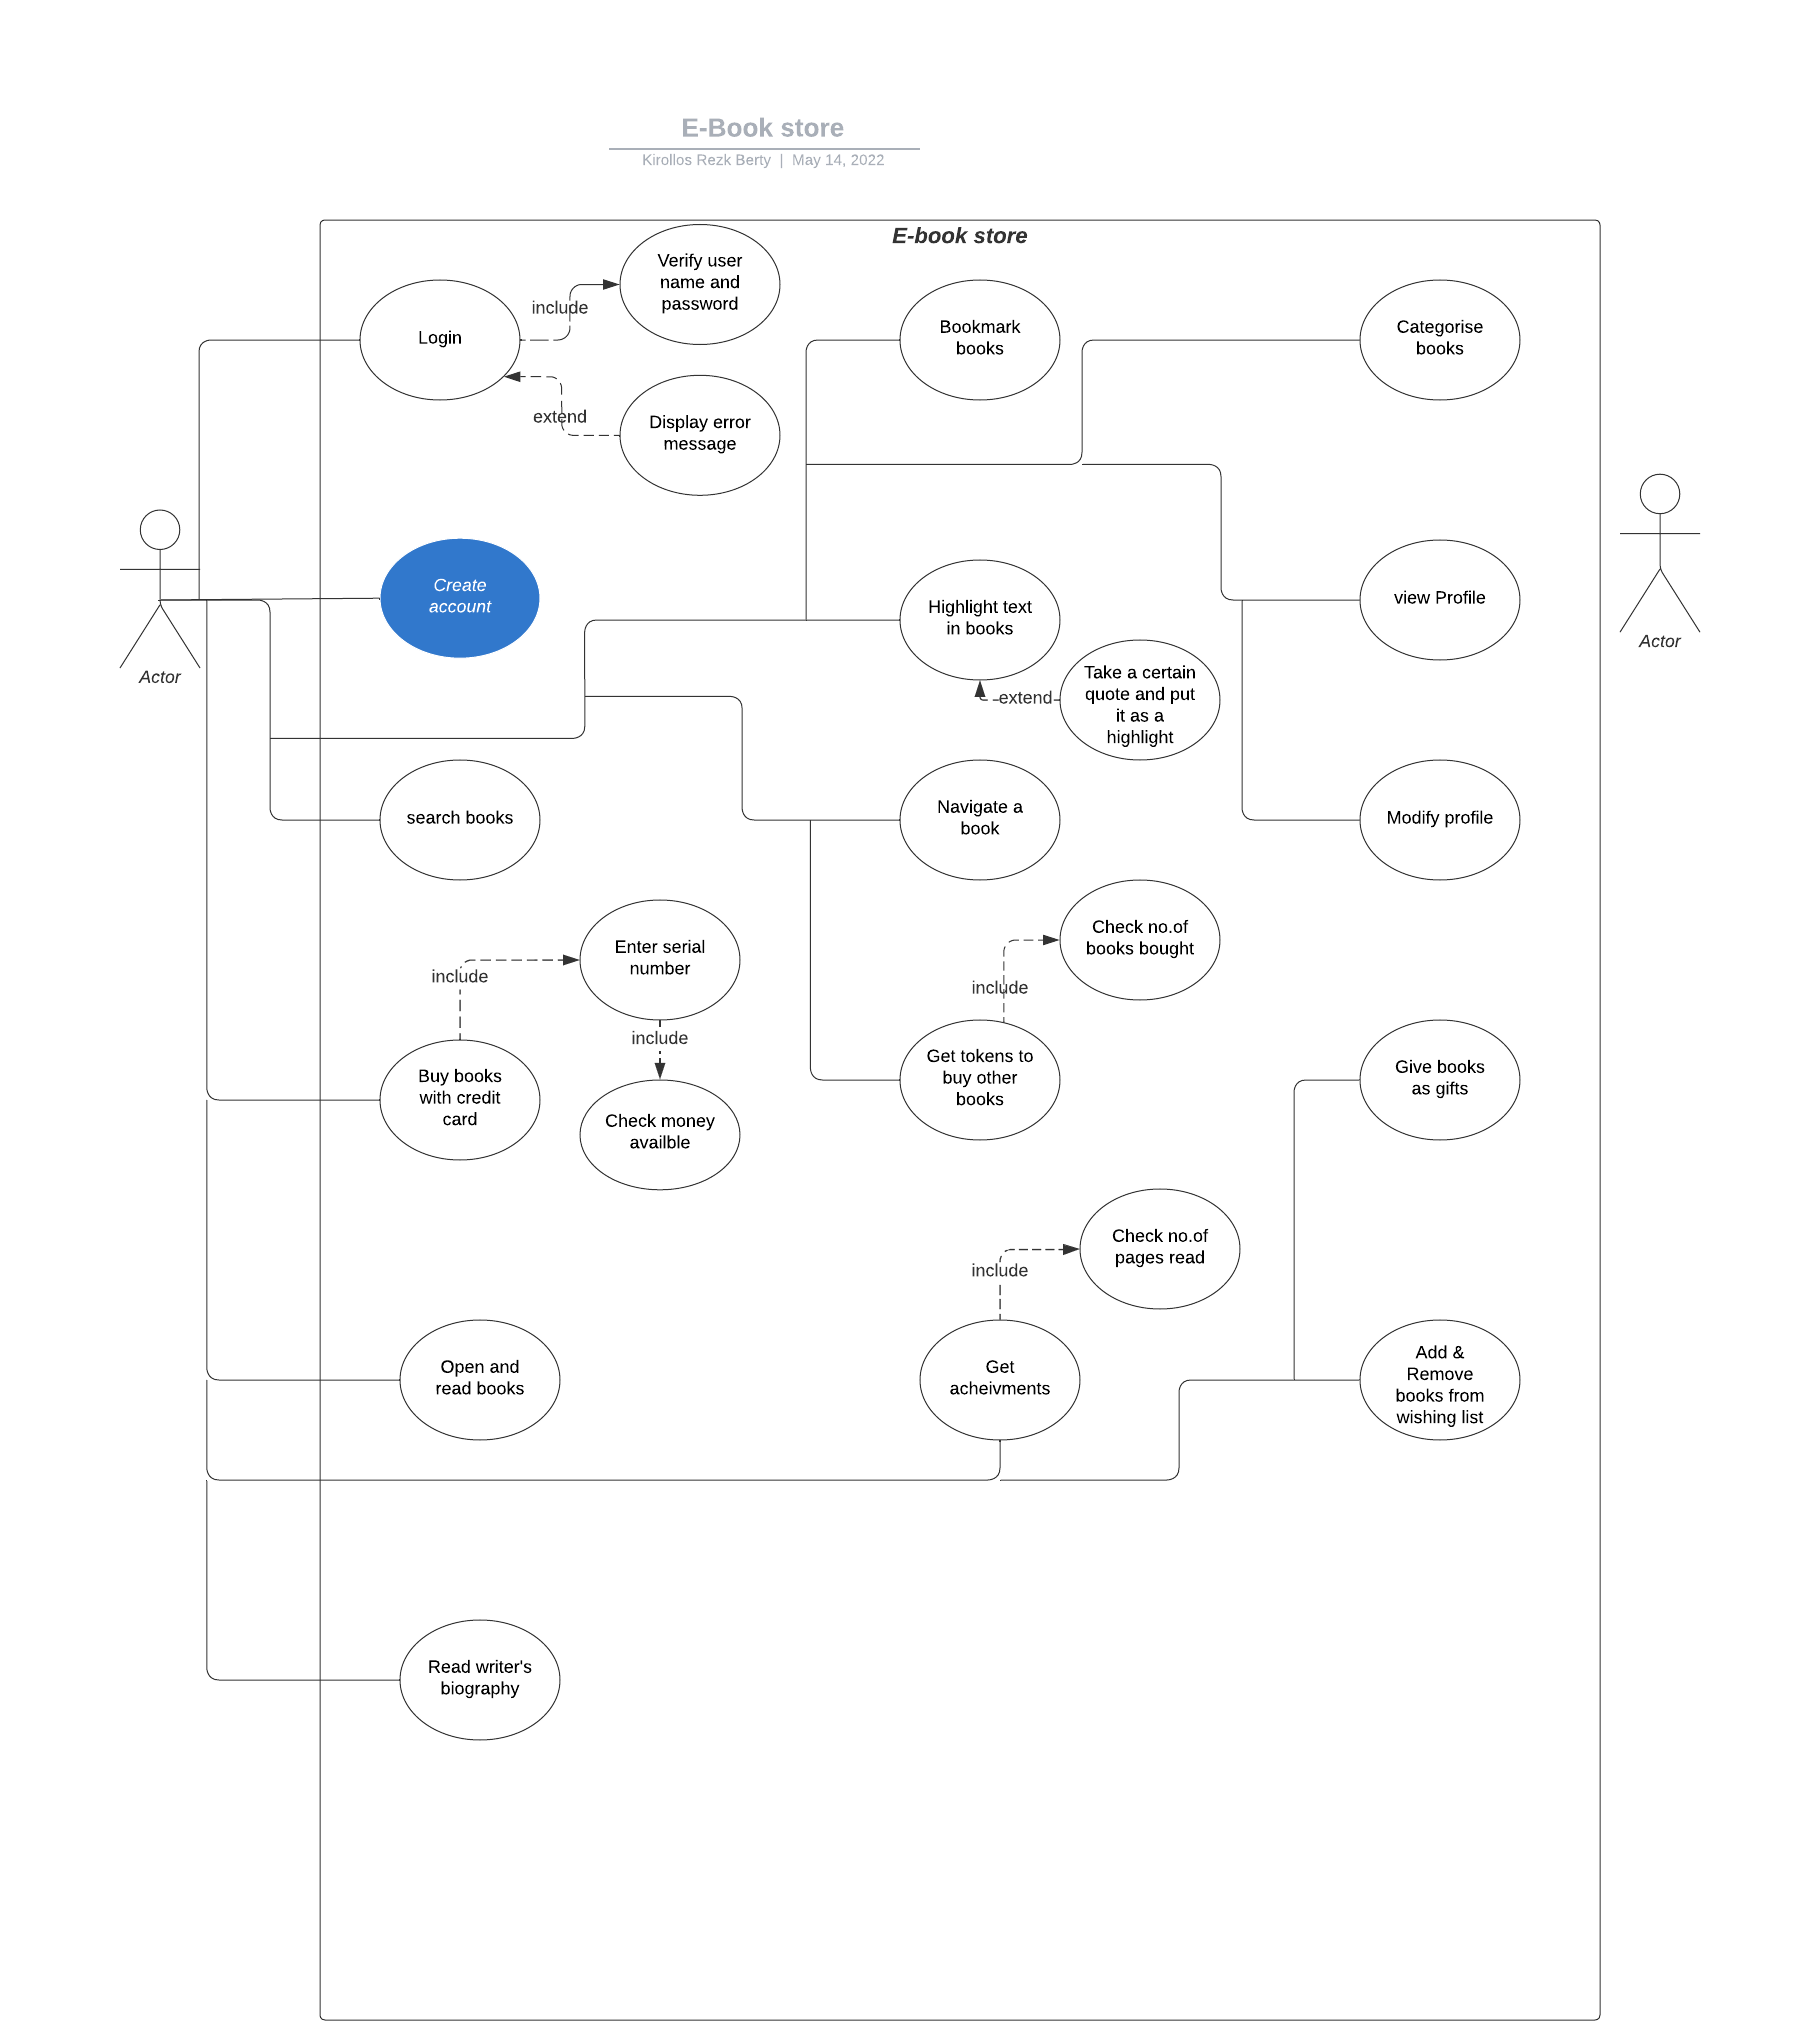 E-Book store
Kirollos Rezk Berty | May 14, 2022
E-book store
Verify user
name and
password
Login
include
extend
Display error
message
Bookmark
books
Categorise
books
Actor
Create
account
Highlight text
in books
view Profile
Actor
Take a certain
quote and put
it as a
highlight
extend
search books
Navigate a
book
Modify profile
Enter serial
number
include
include
Check no.of
books bought
include
Buy books
with credit
card
Check money
availble
Get tokens to
buy other
books
Give books
as gifts
Check no.of
pages read
include
Open and
read books
Get
acheivments
Add &
Remove
books from
wishing list
Read writer's
biography